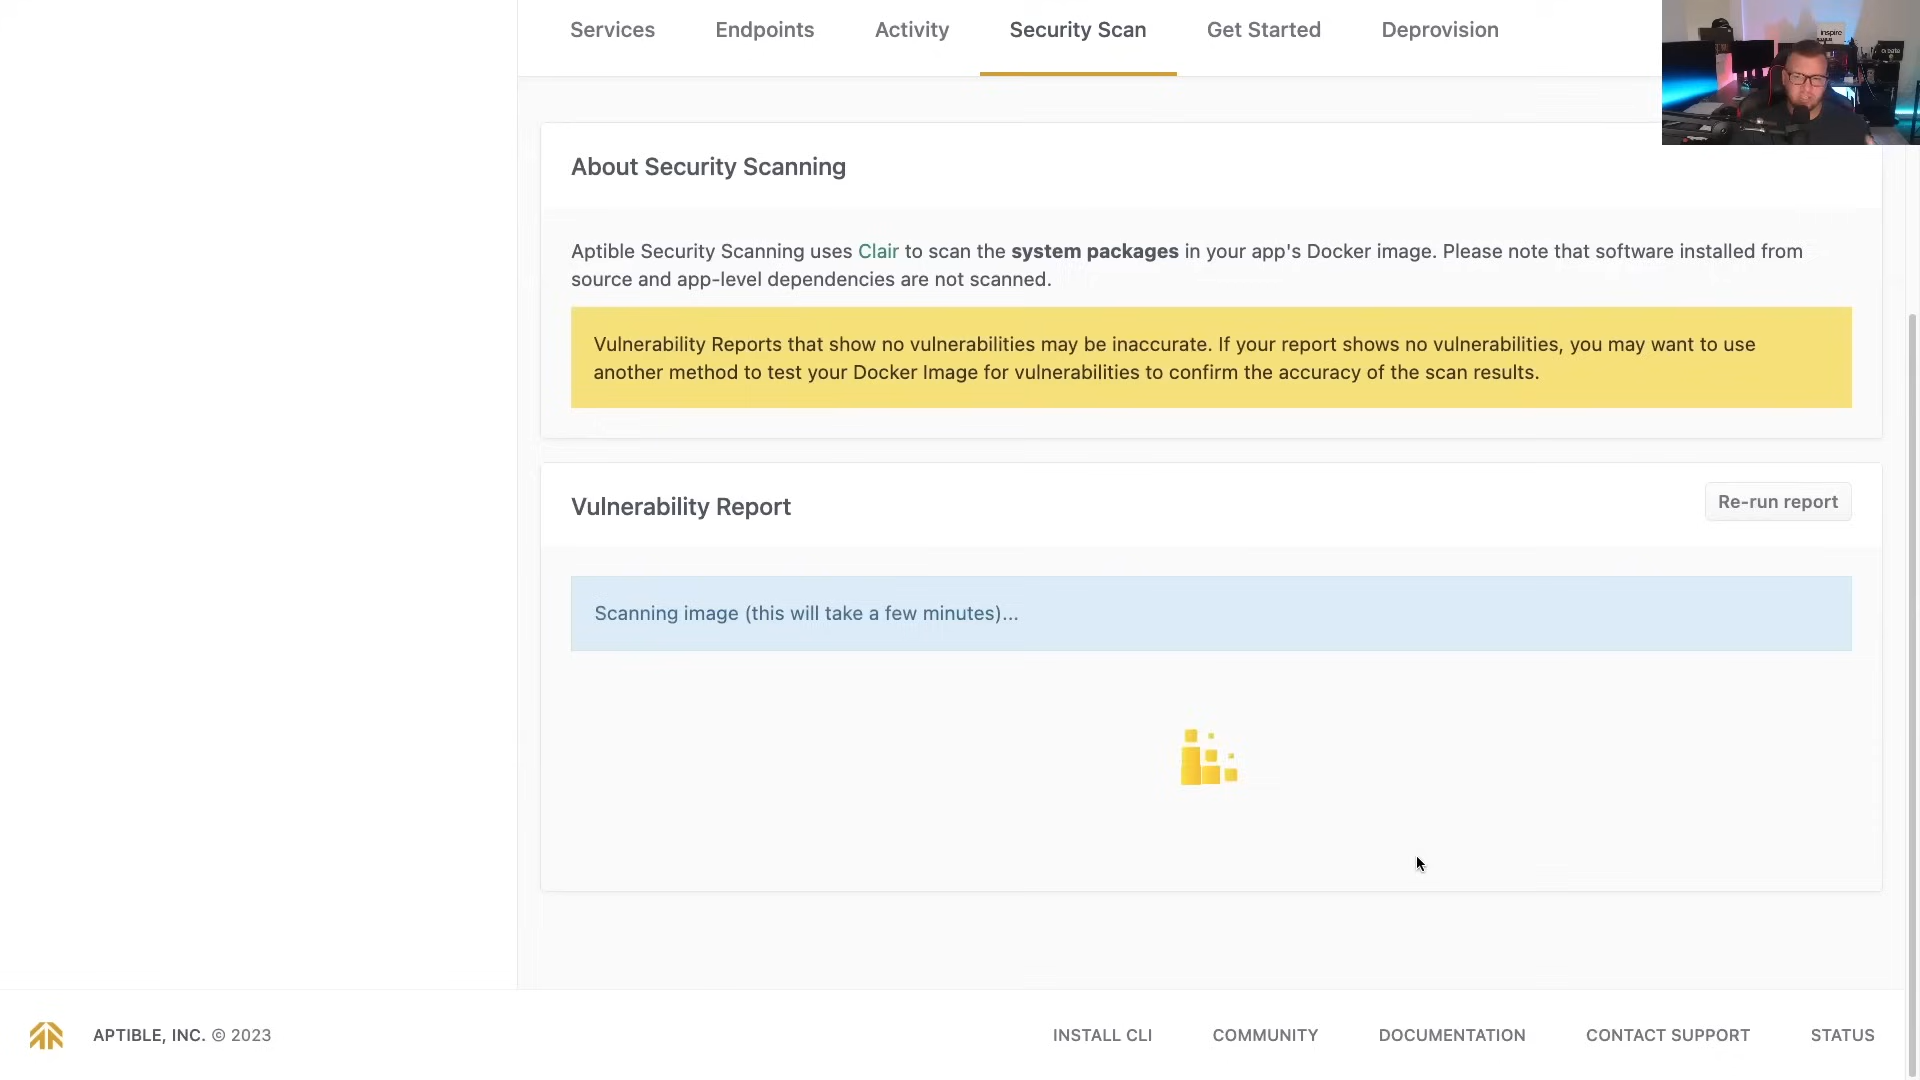 Services Endpoints Activity Security Scan Get Started Deprovision
inspire
About Security Scanning
Aptible Security Scanning uses Clair to scan the system packages in your app's Docker image. Please note that software installed from
source and app-level dependencies are not scanned.
Vulnerability Reports that show no vulnerabilities may be inaccurate. If your report shows no vulnerabilities, you may want to use
another method to test your Docker Image for vulnerabilities to confirm the accuracy of the scan results.
Vulnerability Report
Re-run report
Scanning image (this will take a few minutes)...
APTIBLE, INC. © 2023
INSTALL CLI COMMUNITY DOCUMENTATION CONTACT SUPPORT STATUS